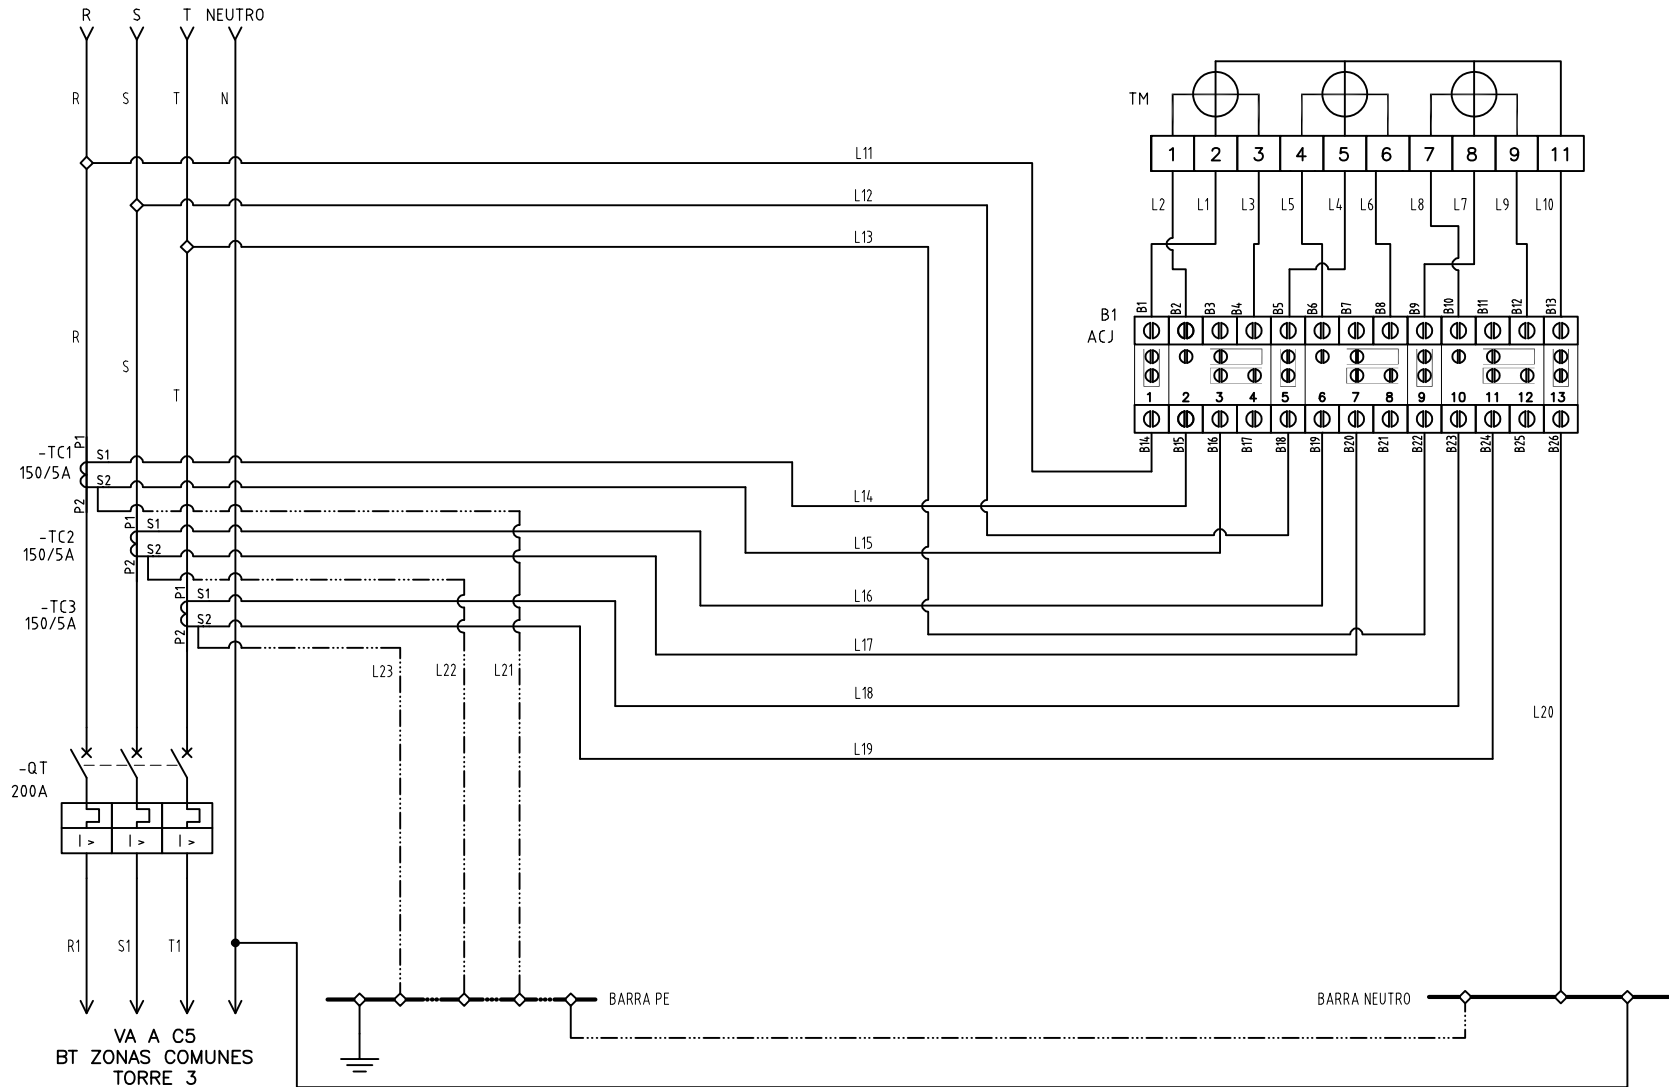 R S T NEUTRO
R S T N
TM
1 2 3 4 5 6 7 8 9 11
L11
L12
L13
L2 L1 L3 L5 L4 L6 L8 L7 L9 L10
R
S
T
B1
ACJ
B1 B2 B3 B4 B5 B6 B7 B8 B9 B10 B11 B12 B13
1 2 3 4 5 6 7 8 9 10 11 12 13
B14 B15 B16 B17 B18 B19 B20 B21 B22 B23 B24 B25 B26
-TC1
150/5A
P1
S1
S2
P2
L14
-TC2
150/5A
P1
S1
S2
P2
L15
-TC3
150/5A
P1
S1
S2
P2
L16
L17
L23 L22 L21
L18
L20
L19
-QT
200A
I > I > I >
R1 S1 T1
BARRA PE
BARRA NEUTRO
VA A C5
BT ZONAS COMUNES
TORRE 3